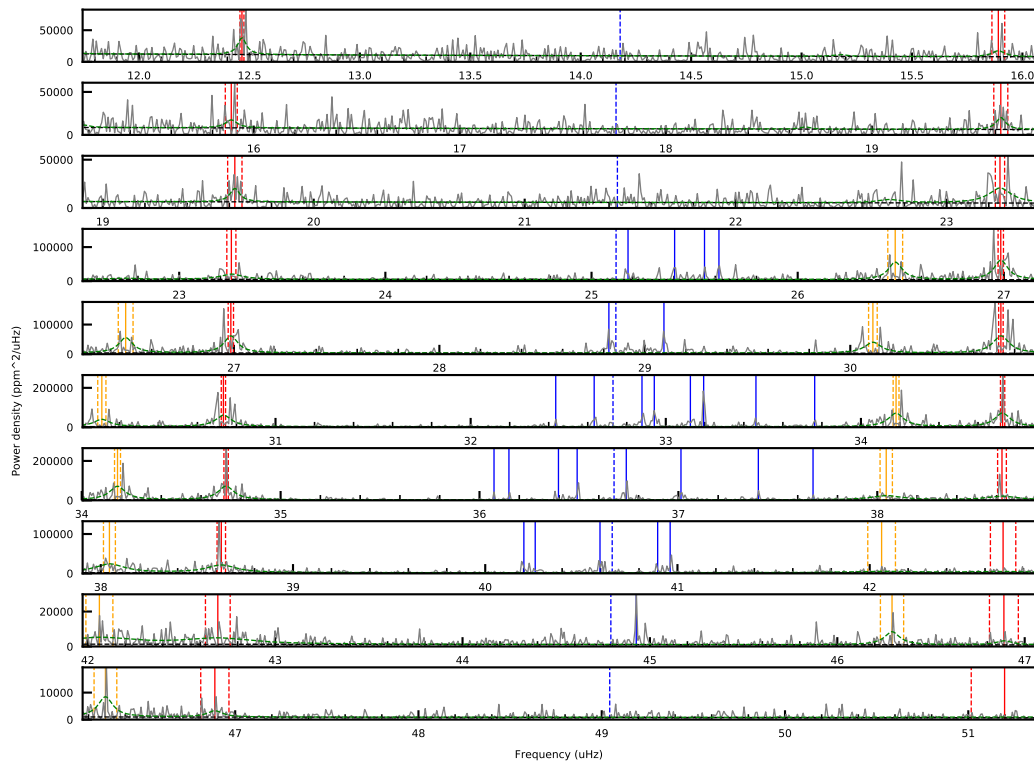 50000
0
12.0 12.5 13.0 13.5 14.0 14.5 15.0 15.5 16.0
50000
0
16 17 18 19
50000
0
19 20 21 22 23
100000
0
23 24 25 26 27
100000
0
27 28 29 30
200000
0
31 32 33 34
Power density (ppm^2/uHz)
200000
0
34 35 36 37 38
100000
0
38 39 40 41 42
20000
0
42 43 44 45 46 47
10000
0
47 48 49 50 51
Frequency (uHz)